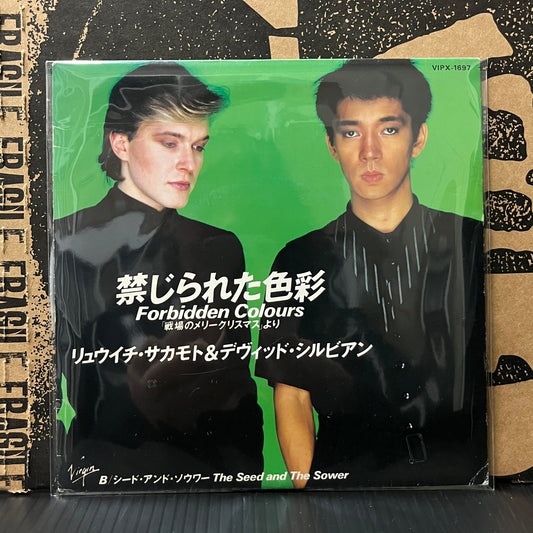 VIPX-1697
禁じられた色彩
Forbidden Colours
「戦場のメリークリスマス」より
リュウイチ・サカモト&デヴィッド・シルビアン
Virgin
B/シード・アンド・ソウワー The Seed and The Sower
FRAGILE FRAGILE FRAGILE FRAGILE